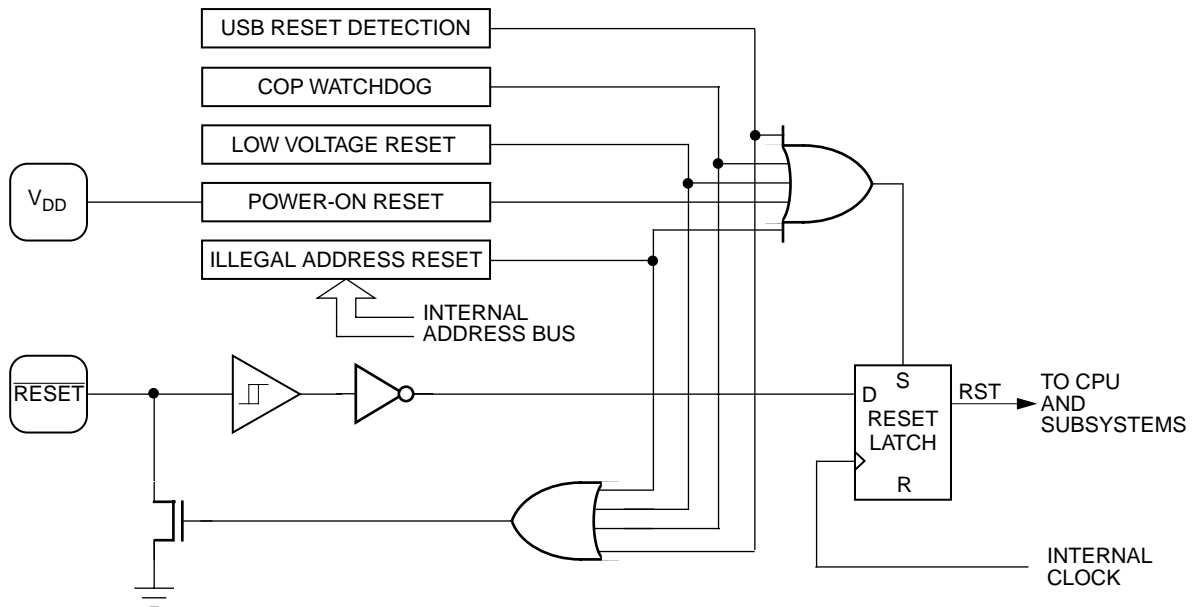 USB RESET DETECTION
COP WATCHDOG
LOW VOLTAGE RESET
VDD
POWER-ON RESET
ILLEGAL ADDRESS RESET
INTERNAL
ADDRESS BUS
RESET
D
S
RESET
LATCH
R
RST
TO CPU
AND
SUBSYSTEMS
INTERNAL
CLOCK